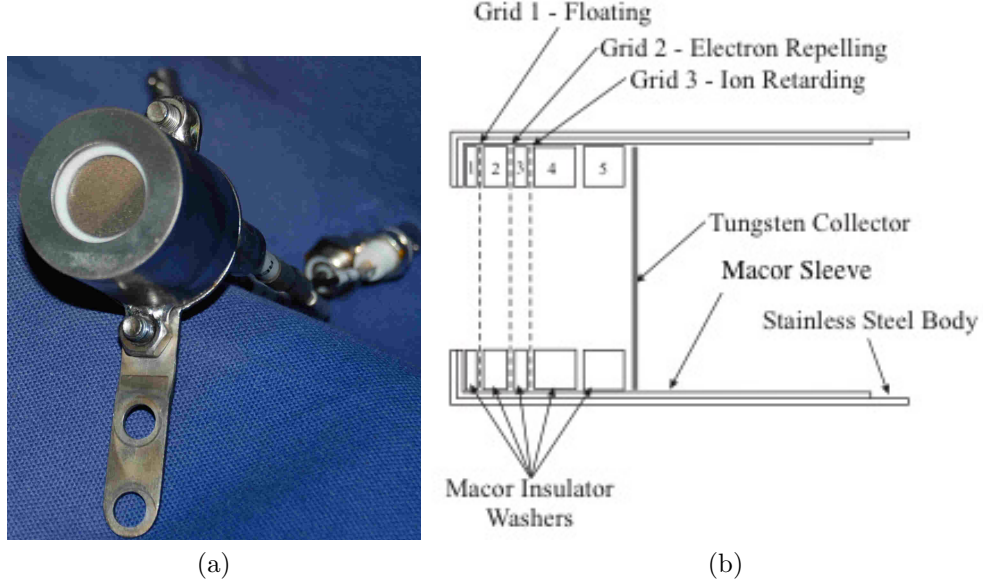 Grid 1 - Floating
Grid 2 - Electron Repelling
Grid 3 - Ion Retarding
1 2 3 4 5
Tungsten Collector
Macor Sleeve
Stainless Steel Body
Macor Insulator
Washers
(a) (b)